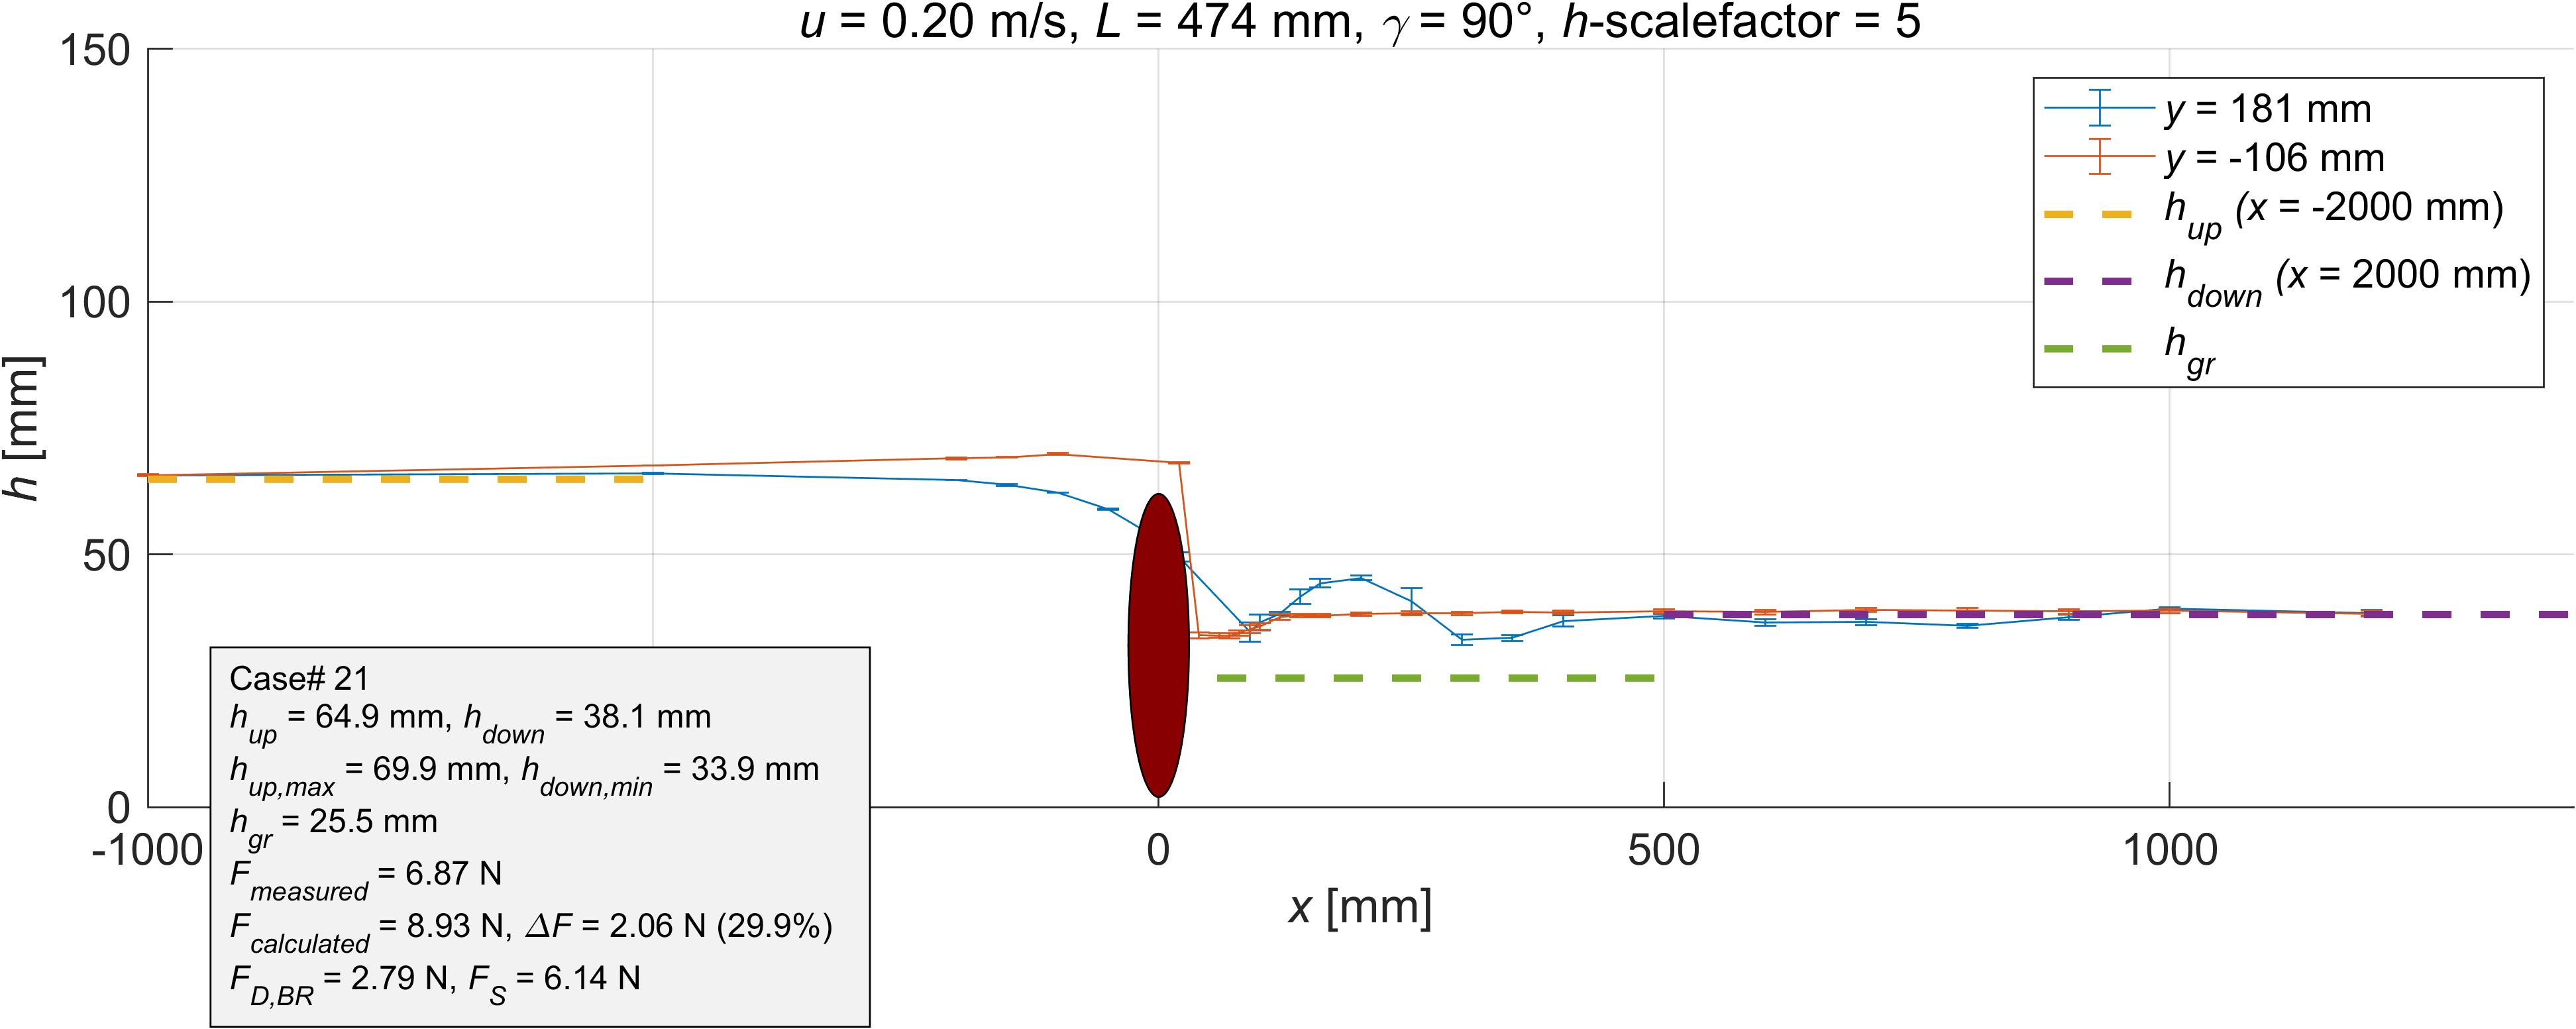 u = 0.20 m/s, L = 474 mm, γ = 90°, h-scalefactor = 5
150
100
50
0
h [mm]
-1000
0
500
1000
x [mm]
y = 181 mm
y = -106 mm
h_up (x = -2000 mm)
h_down (x = 2000 mm)
h_gr
Case# 21
h_up = 64.9 mm, h_down = 38.1 mm
h_up,max = 69.9 mm, h_down,min = 33.9 mm
h_gr = 25.5 mm
F_measured = 6.87 N
F_calculated = 8.93 N, ΔF = 2.06 N (29.9%)
F_D,BR = 2.79 N, F_S = 6.14 N